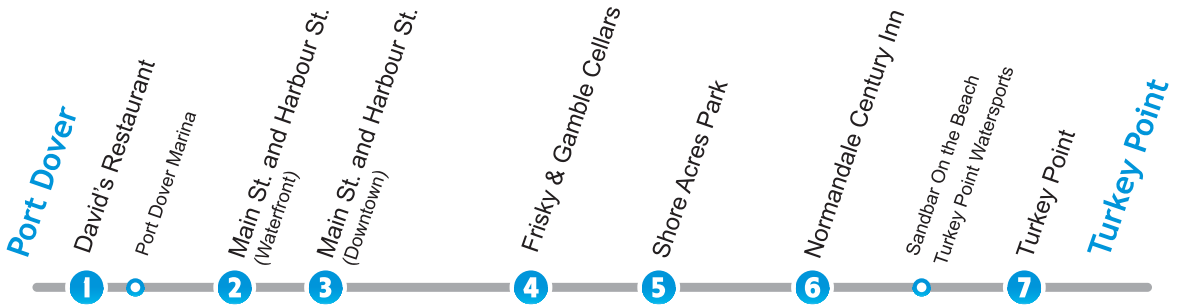 Port Dover
David's Restaurant
Port Dover Marina
Main St. and Harbour St.
(Waterfront)
Main St. and Harbour St.
(Downtown)
Frisky & Gamble Cellars
Shore Acres Park
Normandale Century Inn
Sandbar On the Beach
Turkey Point Watersports
Turkey Point
Turkey Point
1
2
3
4
5
6
7